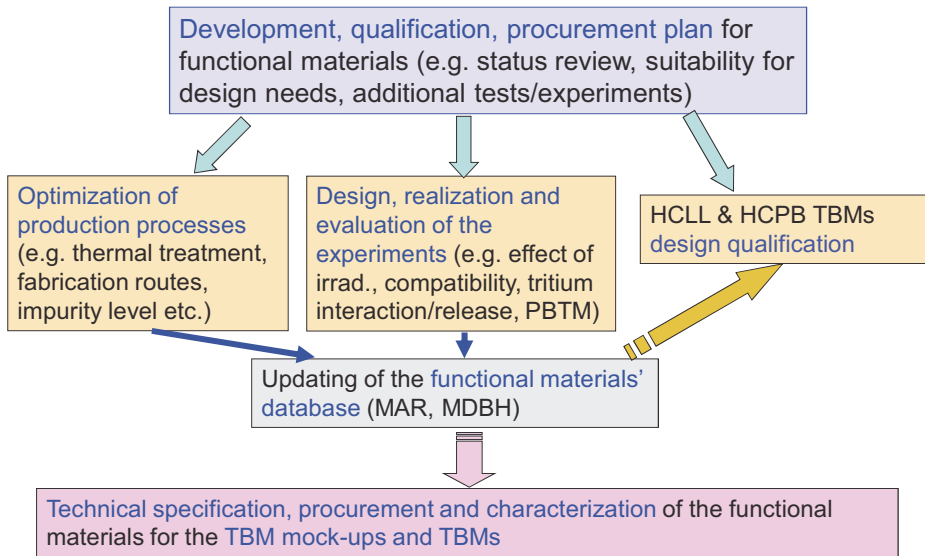 Development, qualification, procurement plan for
functional materials (e.g. status review, suitability for
design needs, additional tests/experiments)
Optimization of
production processes
(e.g. thermal treatment,
fabrication routes,
impurity level etc.)
Design, realization and
evaluation of the
experiments (e.g. effect of
irrad., compatibility, tritium
interaction/release, PBTM)
HCLL & HCPB TBMs
design qualification
Updating of the functional materials’
database (MAR, MDBH)
Technical specification, procurement and characterization of the functional
materials for the TBM mock-ups and TBMs